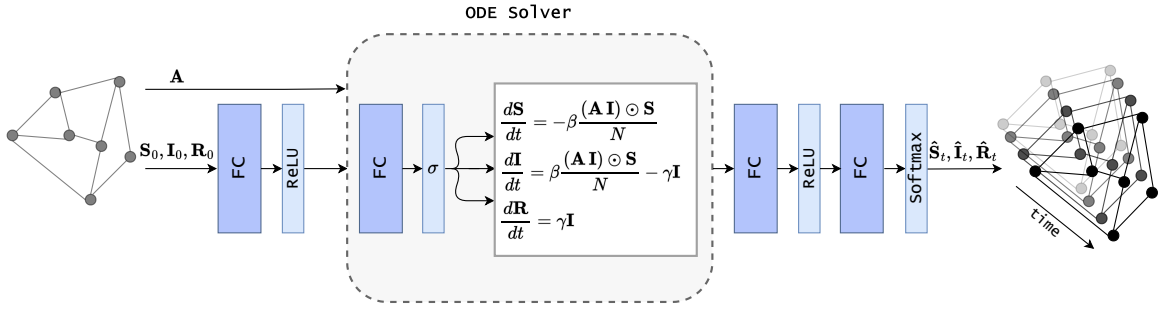 ODE Solver
A
S₀, I₀, R₀
FC
ReLU
FC
σ
dS/dt = −β (A I) ⊙ S / N
dI/dt = β (A I) ⊙ S / N − γI
dR/dt = γI
FC
ReLU
FC
Softmax
Ŝₜ, Îₜ, R̂ₜ
time